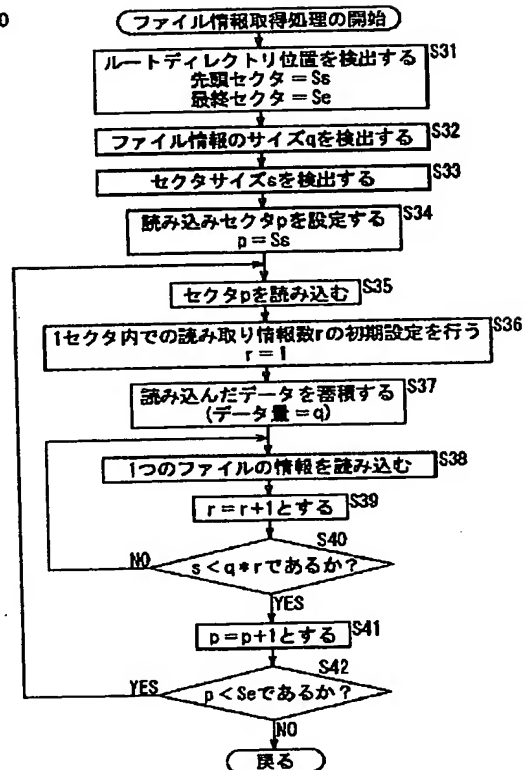 0
ファイル情報取得処理の開始
S31
ルートディレクトリ位置を検出する
先頭セクタ=Ss
最終セクタ=Se
S32
ファイル情報のサイズqを検出する
S33
セクタサイズsを検出する
S34
読み込みセクタpを設定する
p=Ss
S35
セクタpを読み込む
S36
1セクタ内での読み取り情報数rの初期設定を行う
r=1
S37
読み込んだデータを蓄積する
(データ量=q)
S38
1つのファイルの情報を読み込む
S39
r=r+1とする
S40
NO
s<q*rであるか?
YES
S41
p=p+1とする
S42
YES
p<Seであるか?
NO
戻る